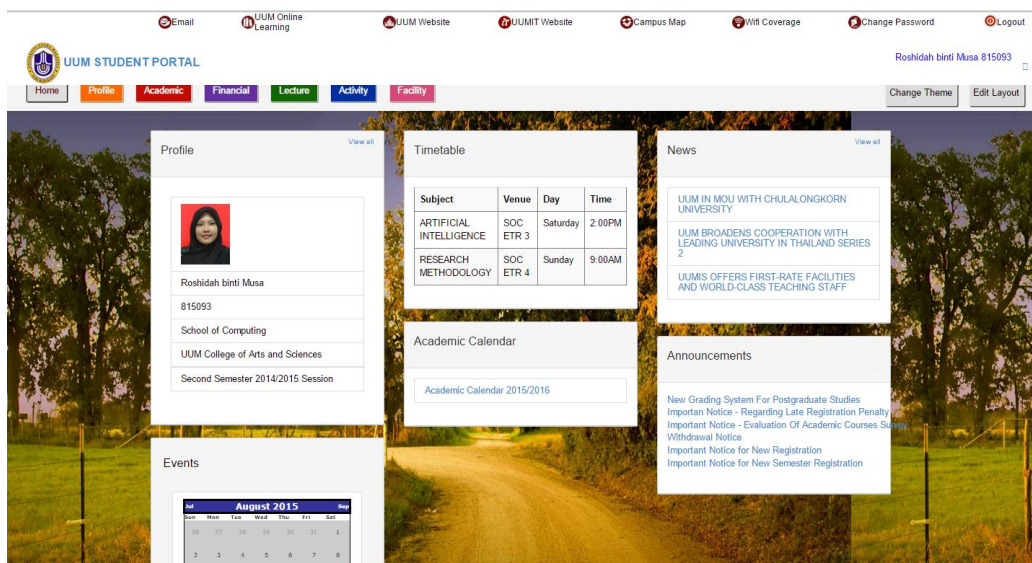 Email
UUM Online
Learning
UUM Website
UUMIT Website
Campus Map
Wifi Coverage
Change Password
Logout
UUM STUDENT PORTAL
Roshidah binti Musa 815093
Home
Profile
Academic
Financial
Lecture
Activity
Facility
Change Theme
Edit Layout
Profile
View all
Roshidah binti Musa
815093
School of Computing
UUM College of Arts and Sciences
Second Semester 2014/2015 Session
Events
Jul August 2015 Sep
Sun Mon Tue Wed Thu Fri Sat
26 27 28 29 30 31 1
2 3 4 5 6 7 8
Timetable
Subject Venue Day Time
ARTIFICIAL SOC Saturday 2:00PM
INTELLIGENCE ETR 3
RESEARCH SOC Sunday 9:00AM
METHODOLOGY ETR 4
Academic Calendar
Academic Calendar 2015/2016
News
View all
UUM IN MOU WITH CHULALONGKORN
UNIVERSITY
UUM BROADENS COOPERATION WITH
LEADING UNIVERSITY IN THAILAND SERIES
2
UUMIS OFFERS FIRST-RATE FACILITIES
AND WORLD-CLASS TEACHING STAFF
Announcements
New Grading System For Postgraduate Studies
Importan Notice - Regarding Late Registration Penalty
Important Notice - Evaluation Of Academic Courses Survey
Withdrawal Notice
Important Notice for New Registration
Important Notice for New Semester Registration